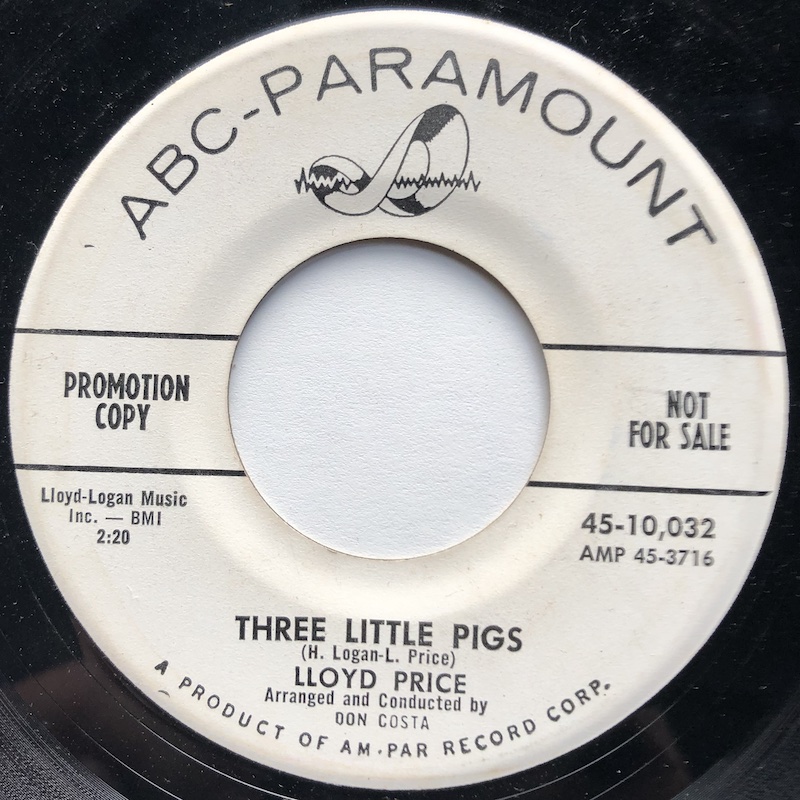 ABC-PARAMOUNT
PROMOTION
COPY
NOT
FOR SALE
Lloyd-Logan Music
Inc. — BMI
2:20
45-10,032
AMP 45-3716
THREE LITTLE PIGS
(H. Logan-L. Price)
LLOYD PRICE
Arranged and Conducted by
DON COSTA
A PRODUCT OF AM-PAR RECORD CORP.